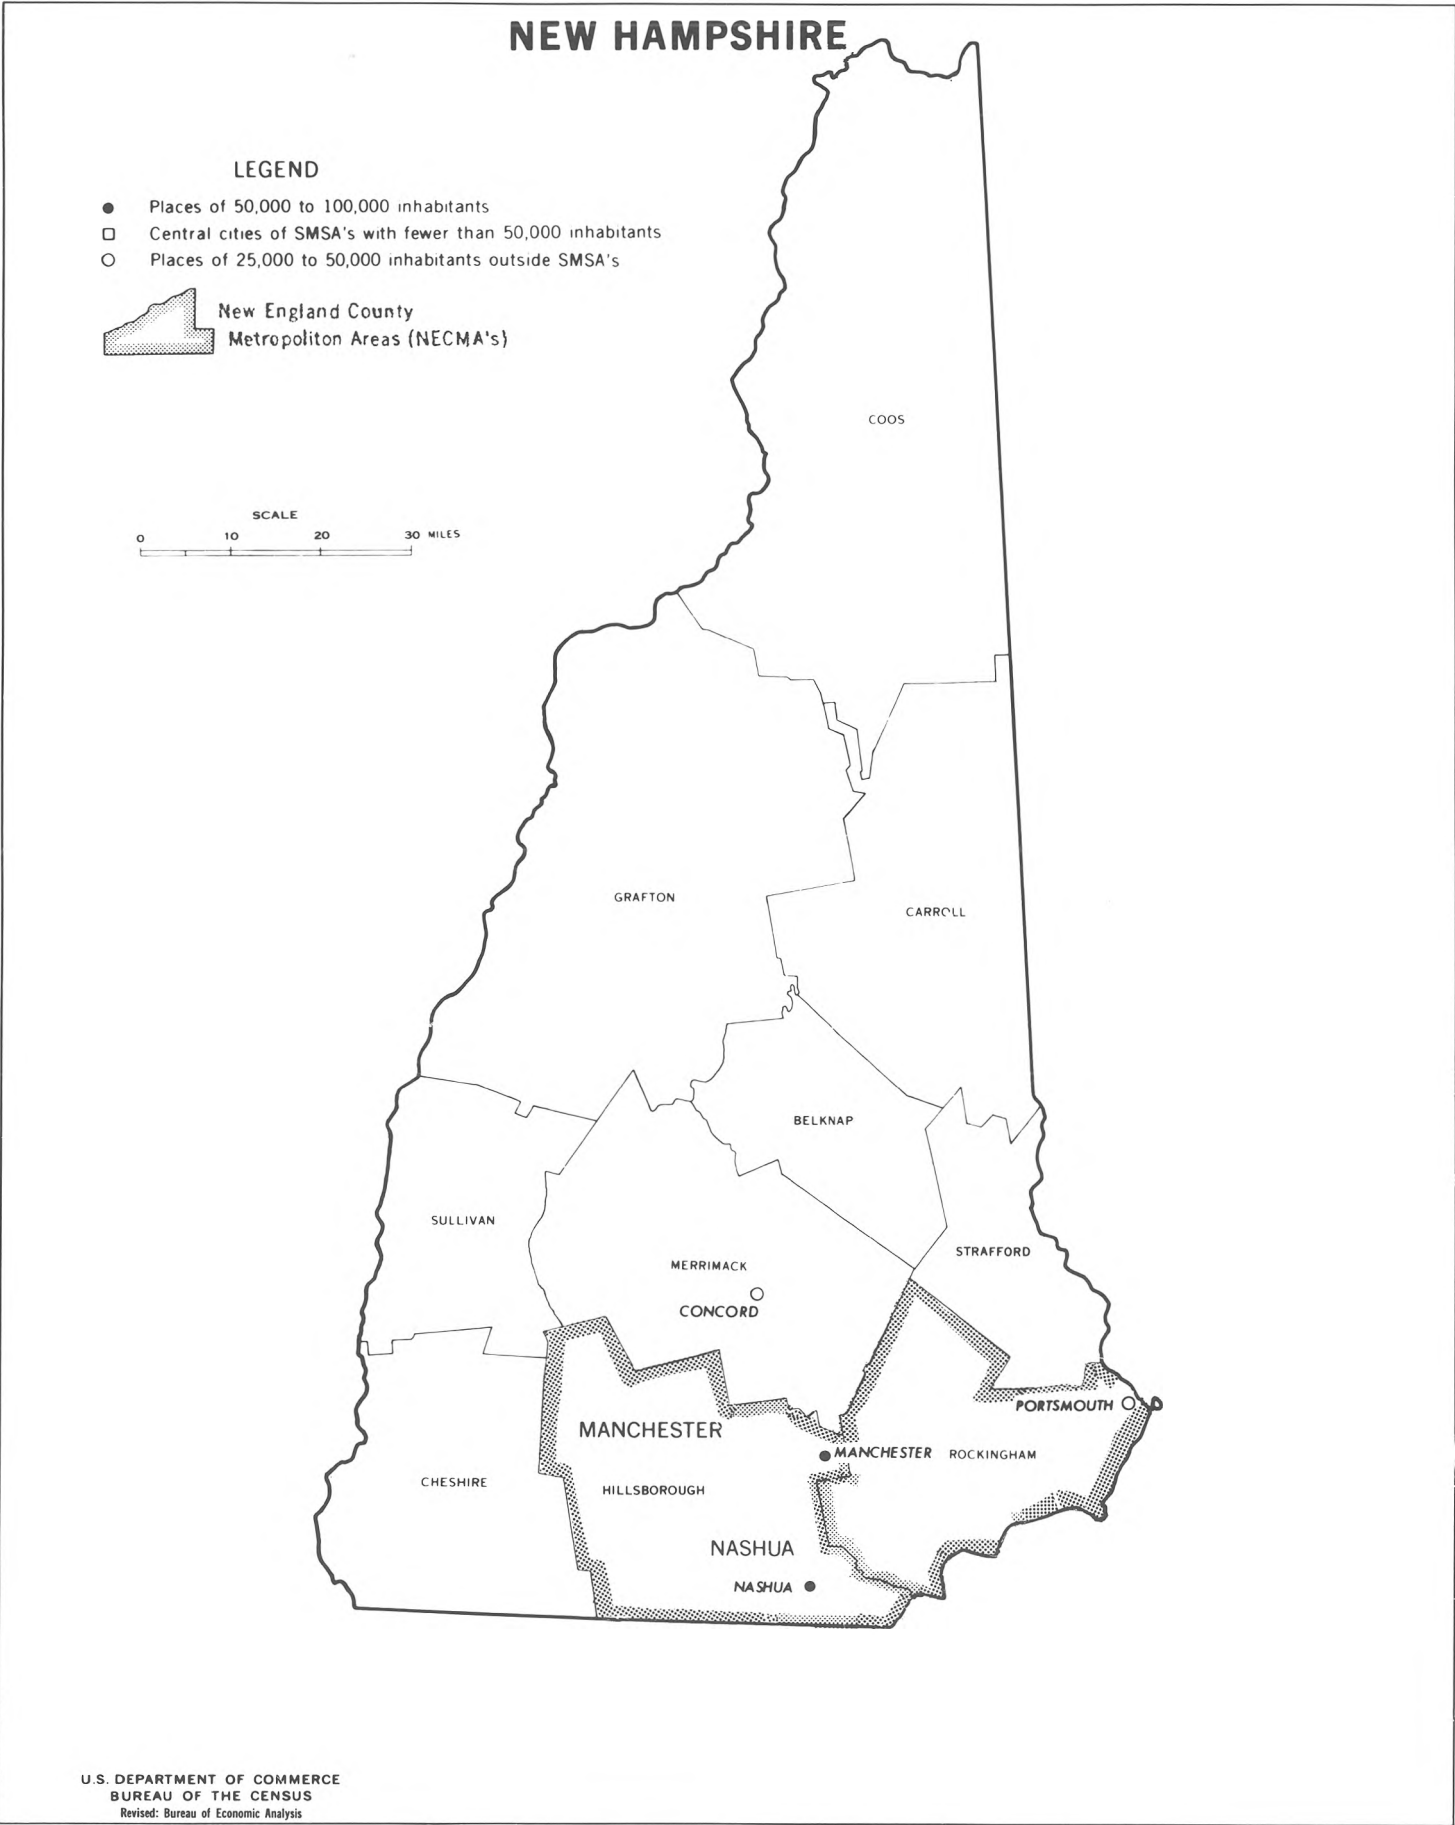 NEW HAMPSHIRE
LEGEND
Places of 50,000 to 100,000 inhabitants
Central cities of SMSA's with fewer than 50,000 inhabitants
Places of 25,000 to 50,000 inhabitants outside SMSA's
New England County
Metropoliton Areas (NECMA's)
SCALE
0 10 20 30 MILES
COOS
GRAFTON
CARROLL
BELKNAP
SULLIVAN
STRAFFORD
MERRIMACK
CONCORD
PORTSMOUTH
MANCHESTER
MANCHESTER ROCKINGHAM
CHESHIRE
HILLSBOROUGH
NASHUA
NASHUA
U.S. DEPARTMENT OF COMMERCE
BUREAU OF THE CENSUS
Revised: Bureau of Economic Analysis